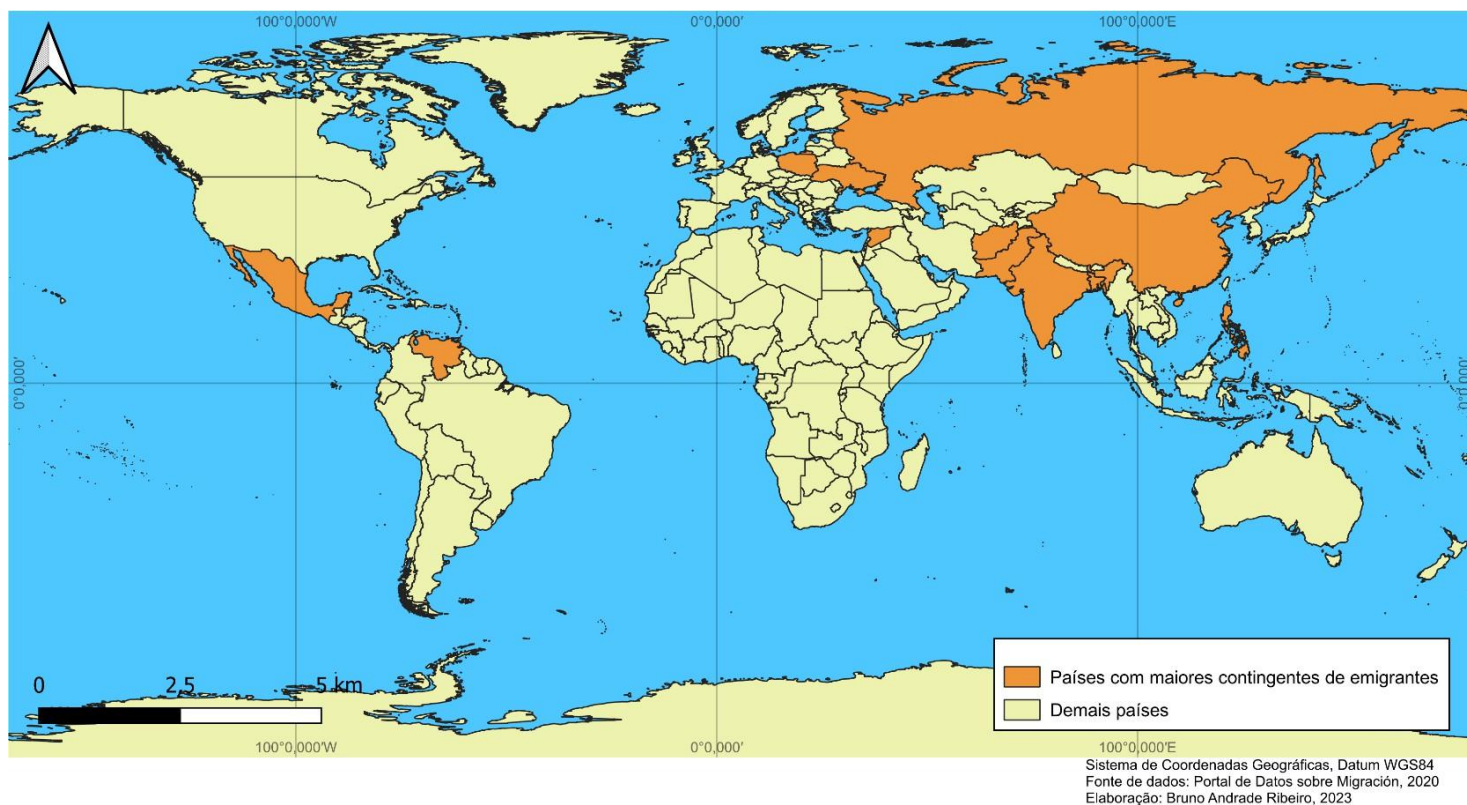 100°0,000'W 0°0,000' 100°0,000'E
0°0,000' 0°0,000'
0 2,5 5 km
Países com maiores contingentes de emigrantes
Demais países
100°0,000'W 0°0,000' 100°0,000'E
Sistema de Coordenadas Geográficas, Datum WGS84
Fonte de dados: Portal de Datos sobre Migración, 2020
Elaboração: Bruno Andrade Ribeiro, 2023